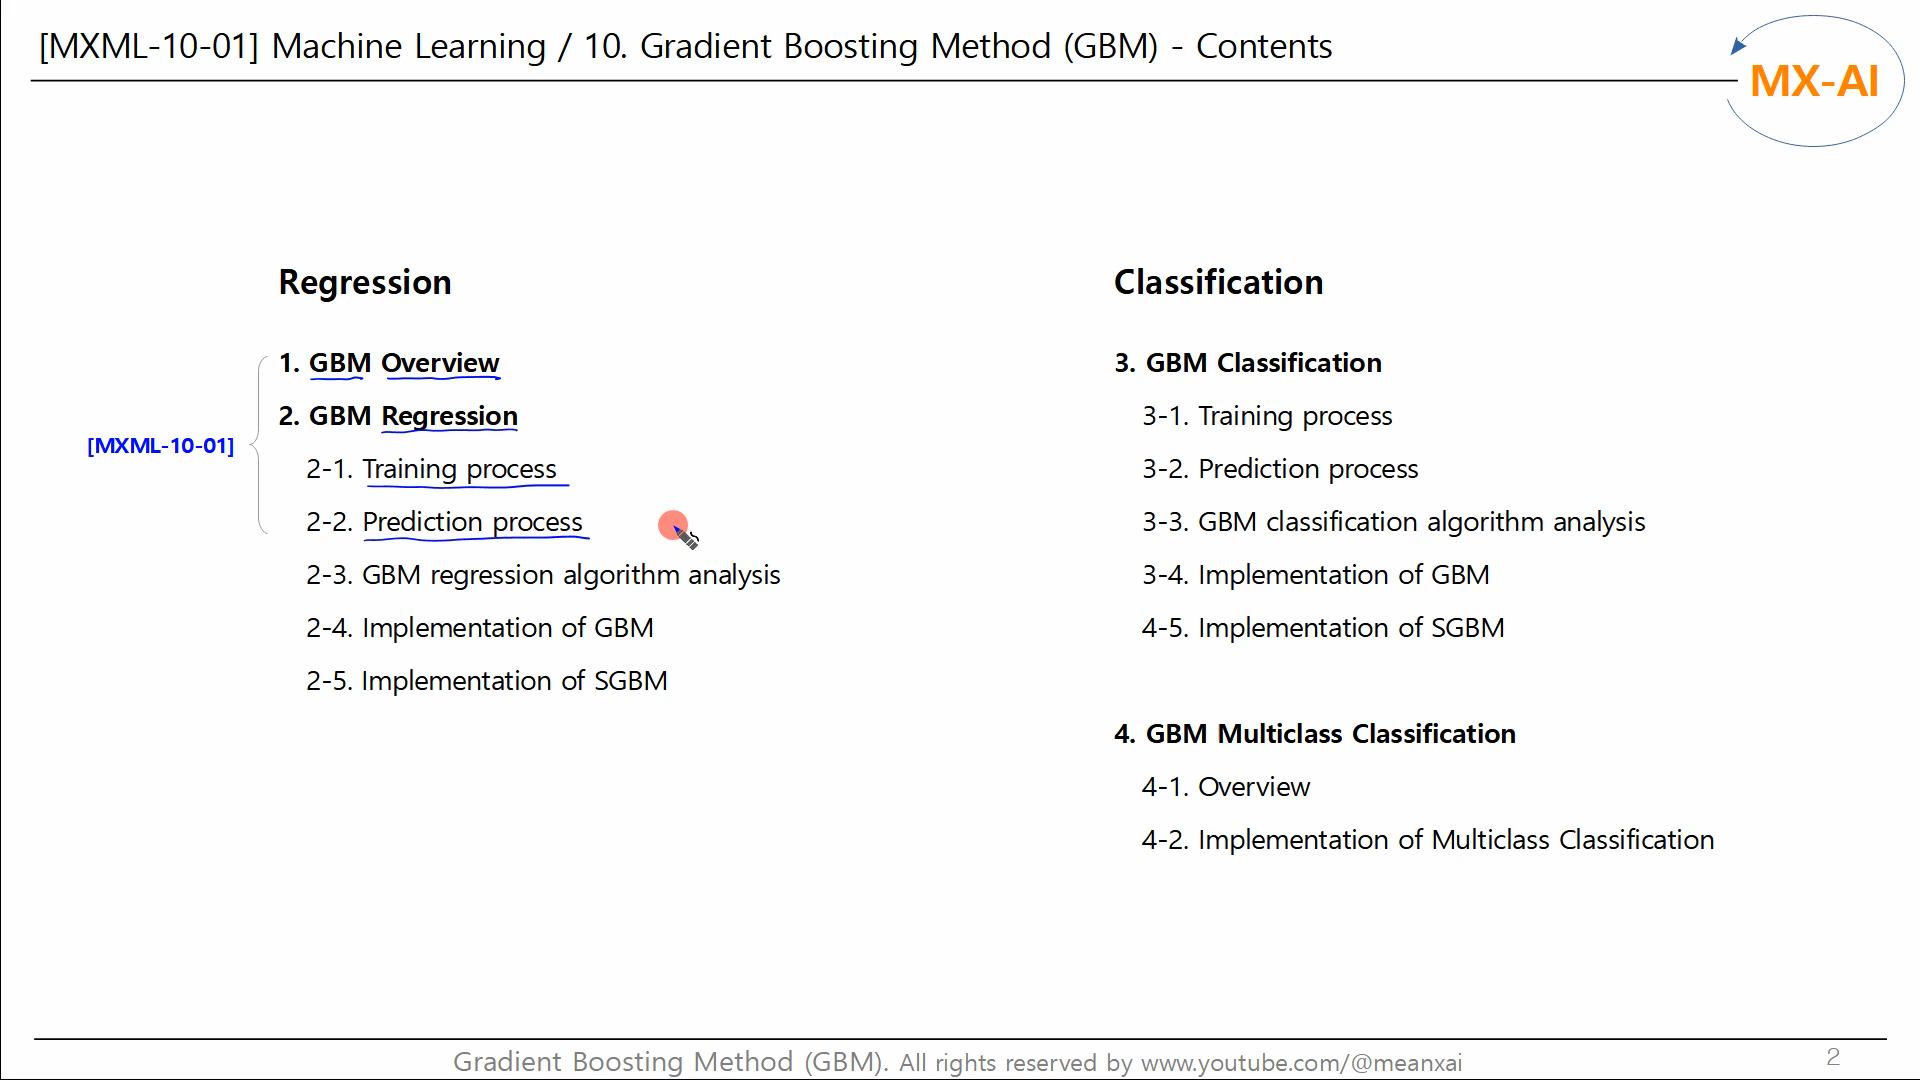 [MXML-10-01] Machine Learning / 10. Gradient Boosting Method (GBM) - Contents
MX-AI
Regression
1. GBM Overview
2. GBM Regression
[MXML-10-01]
2-1. Training process
2-2. Prediction process
2-3. GBM regression algorithm analysis
2-4. Implementation of GBM
2-5. Implementation of SGBM
Classification
3. GBM Classification
3-1. Training process
3-2. Prediction process
3-3. GBM classification algorithm analysis
3-4. Implementation of GBM
4-5. Implementation of SGBM
4. GBM Multiclass Classification
4-1. Overview
4-2. Implementation of Multiclass Classification
Gradient Boosting Method (GBM). All rights reserved by www.youtube.com/@meanxai
2